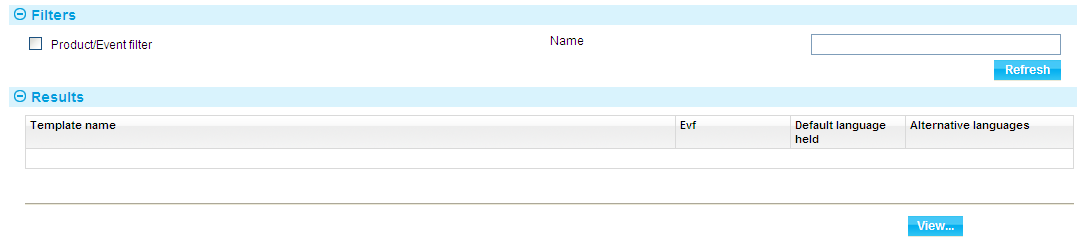 Filters
Product/Event filter Name
Refresh
Results
Template name Evf Default language held Alternative languages
View...